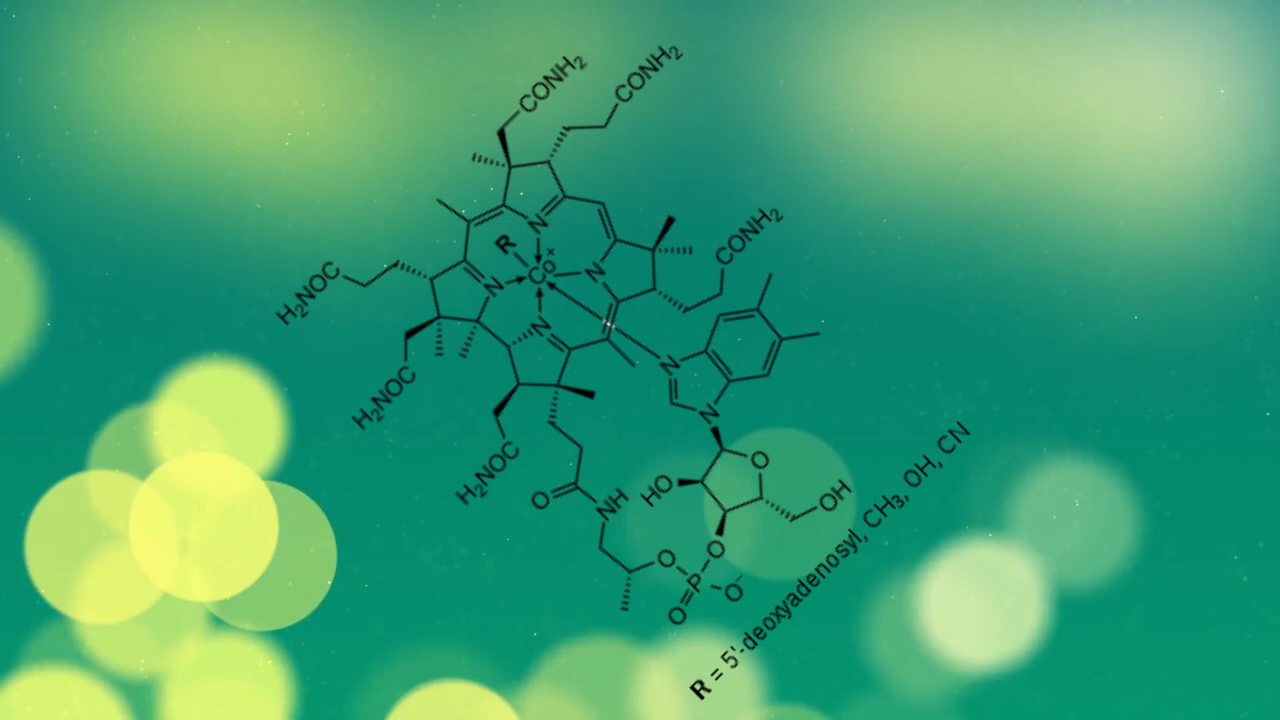 CONH₂
CONH₂
CONH₂
R
N
Co⁺
N
N
N
H₂NOC
H₂NOC
H₂NOC
N
N
O
NH
HO
O
OH
O
O
P
O
O⁻
R = 5'-deoxyadenosyl, CH₃, OH, CN